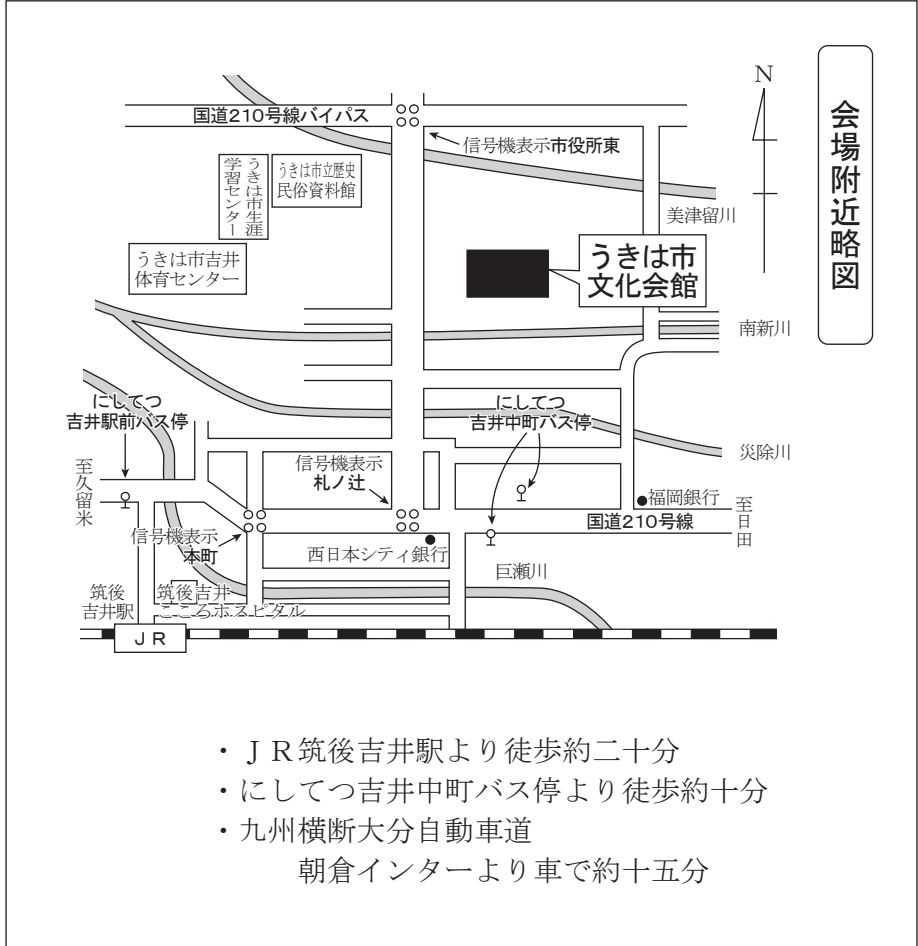 会場附近略図
N
国道210号線バイパス
信号機表示市役所東
うきは市生涯
学習センター
うきは市立歴史
民俗資料館
美津留川
うきは市吉井
体育センター
うきは市
文化会館
南新川
にしてつ
吉井駅前バス停
にしてつ
吉井中町バス停
災除川
至久留米
信号機表示
札ノ辻
福岡銀行
至日田
国道210号線
信号機表示
本町
西日本シティ銀行
巨瀬川
筑後
吉井駅
筑後吉井
こころホスピタル
ＪＲ
・ＪＲ筑後吉井駅より徒歩約二十分
・にしてつ吉井中町バス停より徒歩約十分
・九州横断大分自動車道
朝倉インターより車で約十五分